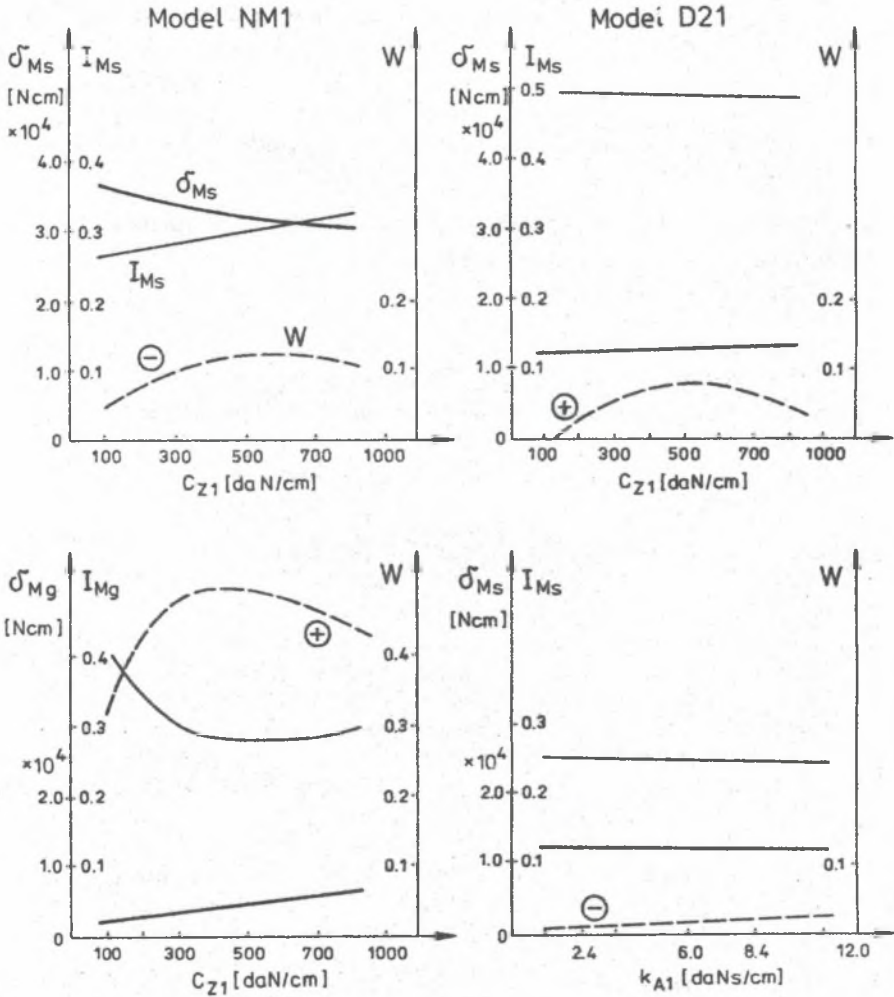 Model NM1
Model D21
σMs IMs W
[Ncm]
×10⁴
4.0 0.4
3.0 0.3
2.0 0.2 0.2
1.0 0.1 0.1
0
σMs
IMs
W
−
100 300 500 700 1000
CZ1 [daN/cm]
σMs IMs W
[Ncm] 0.5
×10⁴
4.0 0.4
3.0 0.3
2.0 0.2 0.2
1.0 0.1 0.1
0
+
100 300 500 700 1000
CZ1 [daN/cm]
σMg IMg W
[Ncm]
0.4 0.4
0.3 0.3
×10⁴
2.0 0.2 0.2
1.0 0.1 0.1
0
+
100 300 500 700 1000
CZ1 [daN/cm]
σMs IMs W
[Ncm]
0.3
×10⁴
2.0 0.2
1.0 0.1 0.1
0
−
2.4 6.0 8.4 12.0
kA1 [daNs/cm]